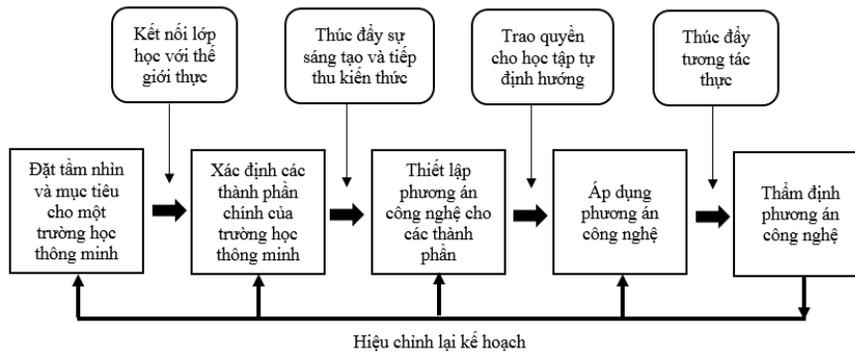 Kết nối lớp
học với thế
giới thực
Thúc đẩy sự
sáng tạo và tiếp
thu kiến thức
Trao quyền
cho học tập tự
định hướng
Thúc đẩy
tương tác
thực
Đặt tầm nhìn
và mục tiêu
cho một
trường học
thông minh
Xác định các
thành phần
chính của
trường học
thông minh
Thiết lập
phương án
công nghệ cho
các thành
phần
Áp dụng
phương án
công nghệ
Thẩm định
phương án
công nghệ
Hiệu chỉnh lại kế hoạch